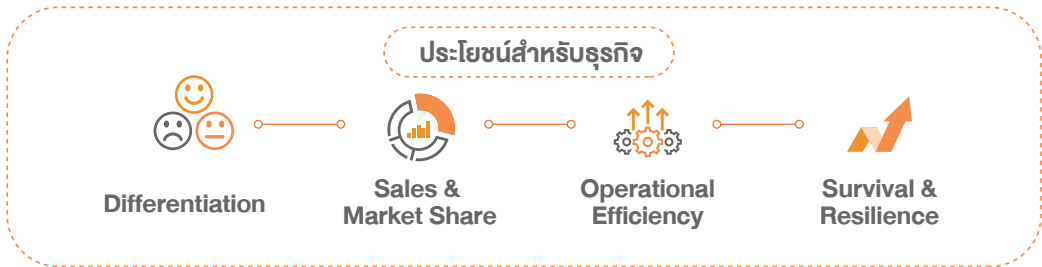 ประโยชน์สำหรับธุรกิจ
Differentiation
Sales &
Market Share
Operational
Efficiency
Survival &
Resilience